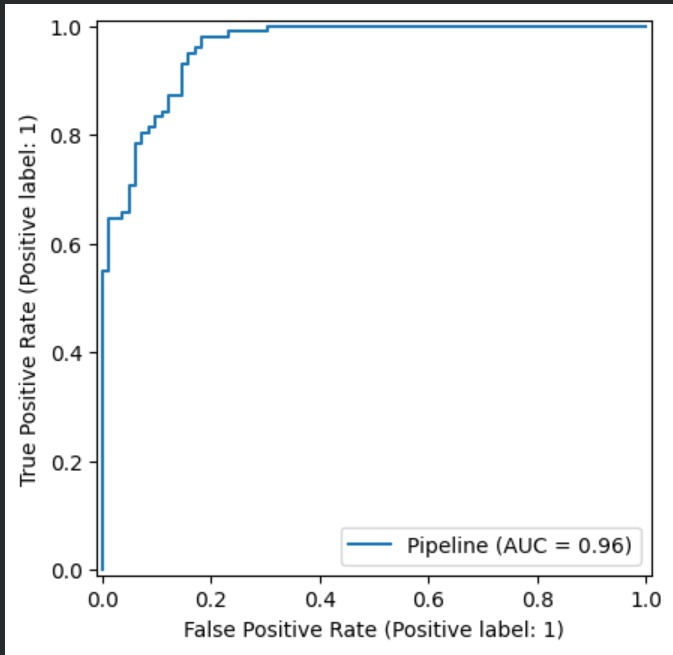 1.0
0.8
0.6
0.4
0.2
0.0
True Positive Rate (Positive label: 1)
Pipeline (AUC = 0.96)
0.0 0.2 0.4 0.6 0.8 1.0
False Positive Rate (Positive label: 1)